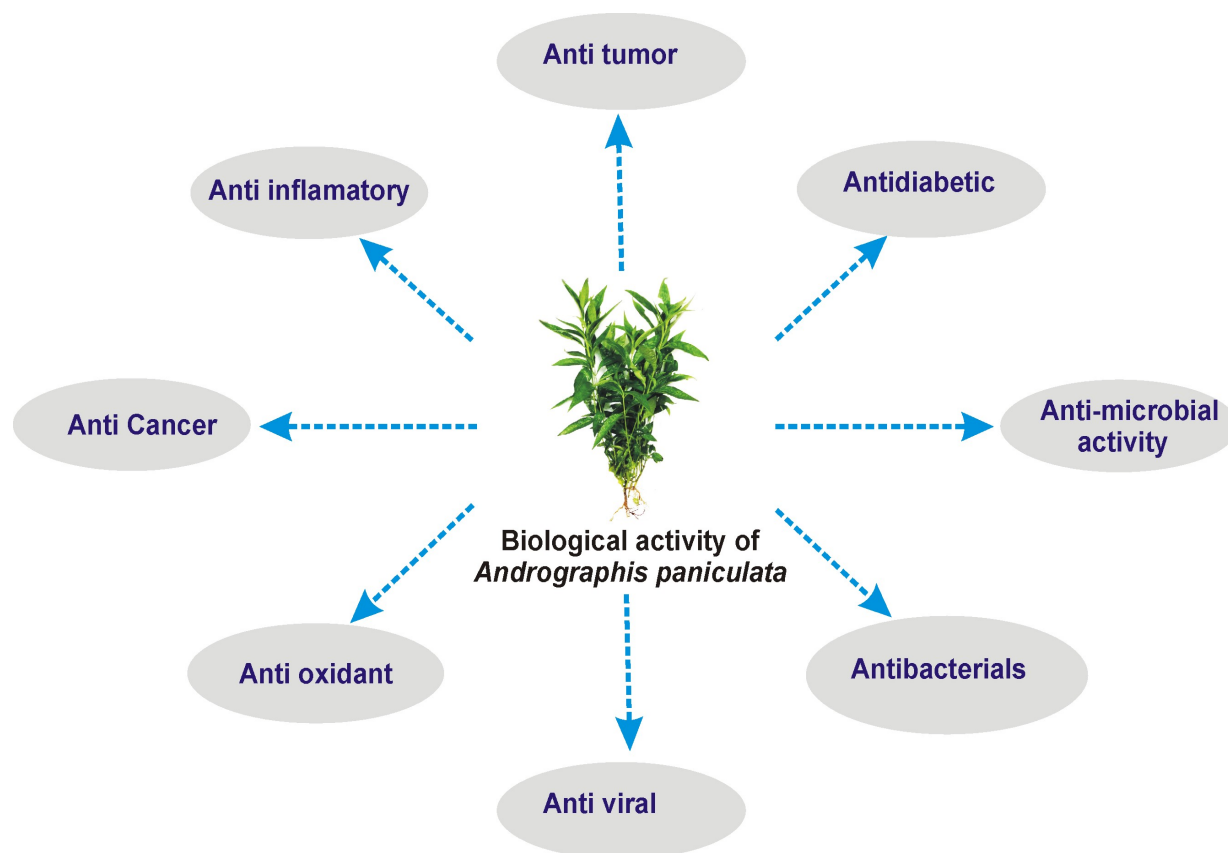 Anti tumor
Anti inflamatory
Antidiabetic
Anti Cancer
Anti-microbial
activity
Biological activity of
Andrographis paniculata
Anti oxidant
Antibacterials
Anti viral